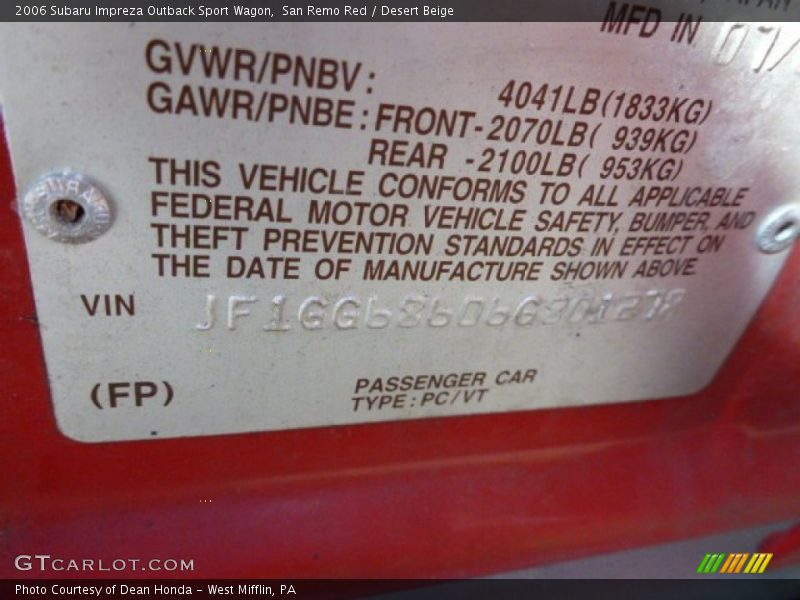 2006 Subaru Impreza Outback Sport Wagon,  San Remo Red / Desert Beige
MFD IN 07/
GVWR/PNBV: 4041LB(1833KG)
GAWR/PNBE: FRONT-2070LB( 939KG)
REAR -2100LB( 953KG)
THIS VEHICLE CONFORMS TO ALL APPLICABLE
FEDERAL MOTOR VEHICLE SAFETY, BUMPER, AND
THEFT PREVENTION STANDARDS IN EFFECT ON
THE DATE OF MANUFACTURE SHOWN ABOVE
VIN
(FP)
PASSENGER CAR
TYPE: PC/VT
GTCARLOT.COM
Photo Courtesy of Dean Honda - West Mifflin, PA